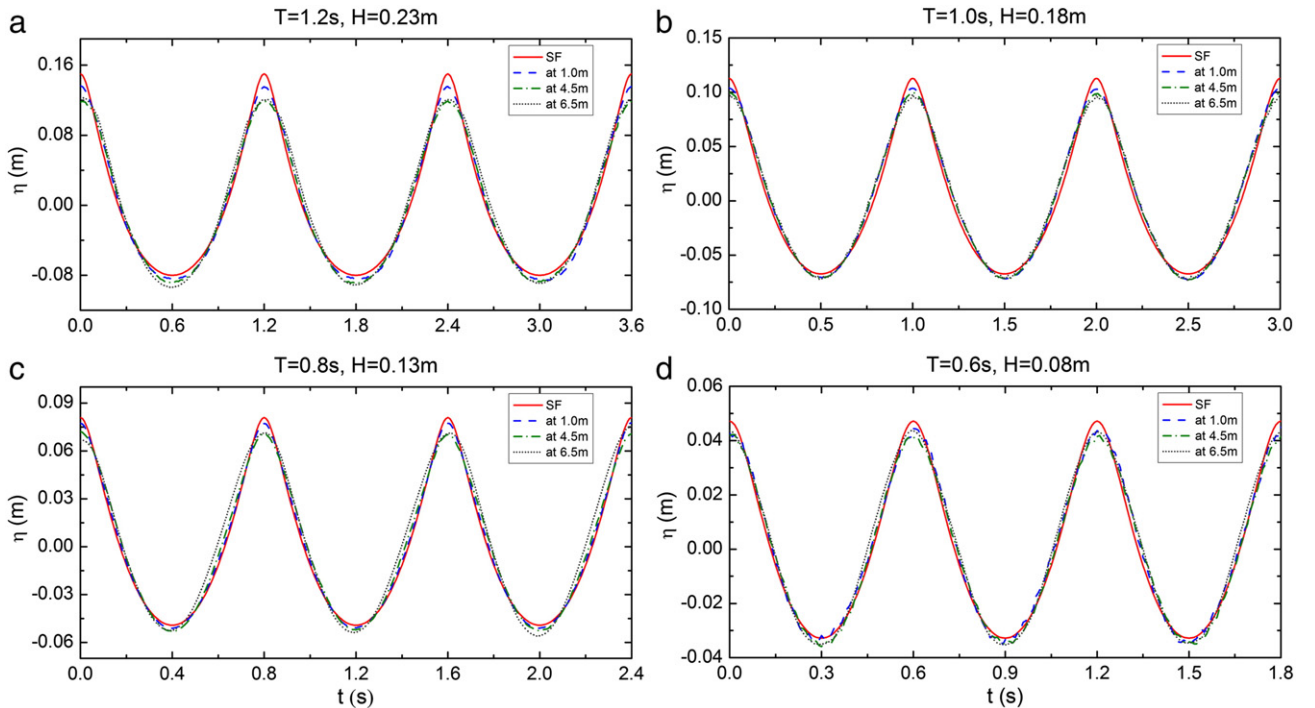 a
T=1.2s, H=0.23m
SF
at 1.0m
at 4.5m
at 6.5m
η (m)
0.16
0.08
0.00
-0.08
0.0 0.6 1.2 1.8 2.4 3.0 3.6
b
T=1.0s, H=0.18m
SF
at 1.0m
at 4.5m
at 6.5m
η (m)
0.15
0.10
0.05
0.00
-0.05
-0.10
0.0 0.5 1.0 1.5 2.0 2.5 3.0
c
T=0.8s, H=0.13m
SF
at 1.0m
at 4.5m
at 6.5m
η (m)
0.09
0.06
0.03
0.00
-0.03
-0.06
0.0 0.4 0.8 1.2 1.6 2.0 2.4
t (s)
d
T=0.6s, H=0.08m
SF
at 1.0m
at 4.5m
at 6.5m
η (m)
0.06
0.04
0.02
0.00
-0.02
-0.04
0.0 0.3 0.6 0.9 1.2 1.5 1.8
t (s)